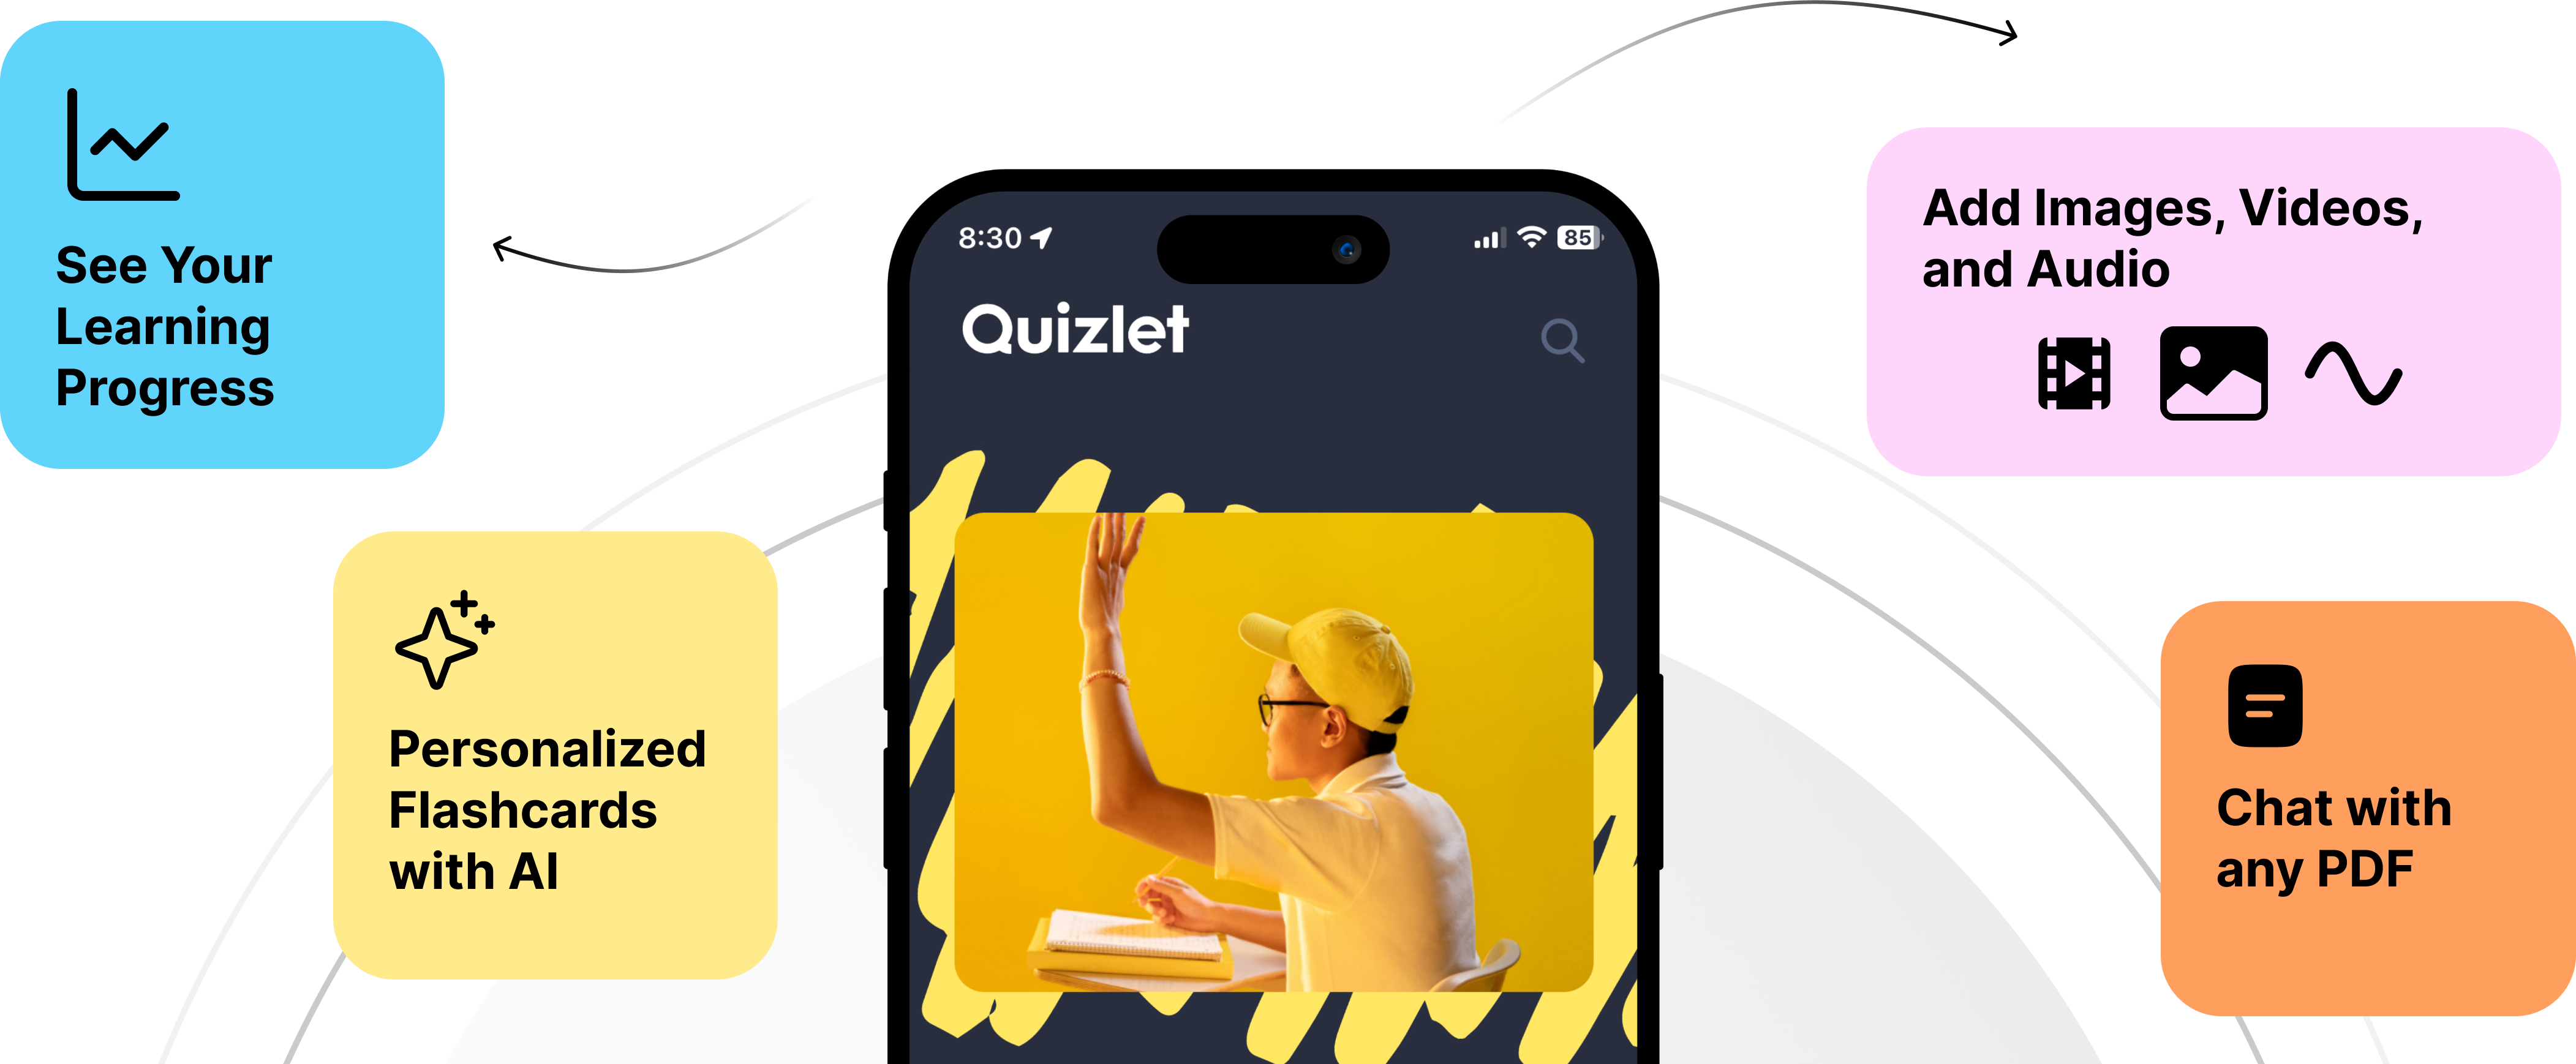 See Your
Learning
Progress
Personalized
Flashcards
with AI
8:30
85
Quizlet
Add Images, Videos,
and Audio
Chat with
any PDF